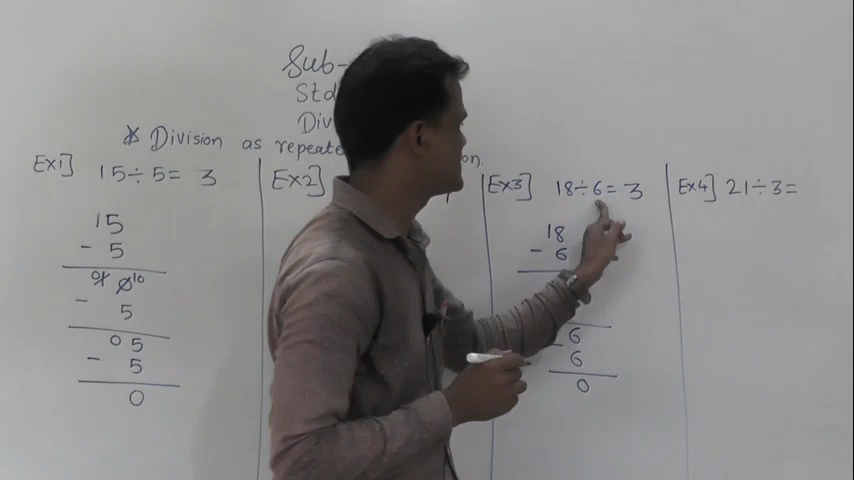 Sub-
Std
Div
* Division as repeate on.
Ex1] 15÷5= 3
15
- 5
01 0 10
- 5
0 5
- 5
0
Ex2]
Ex3] 18÷6= 3
18
- 6
6
- 6
0
Ex4] 21÷3=